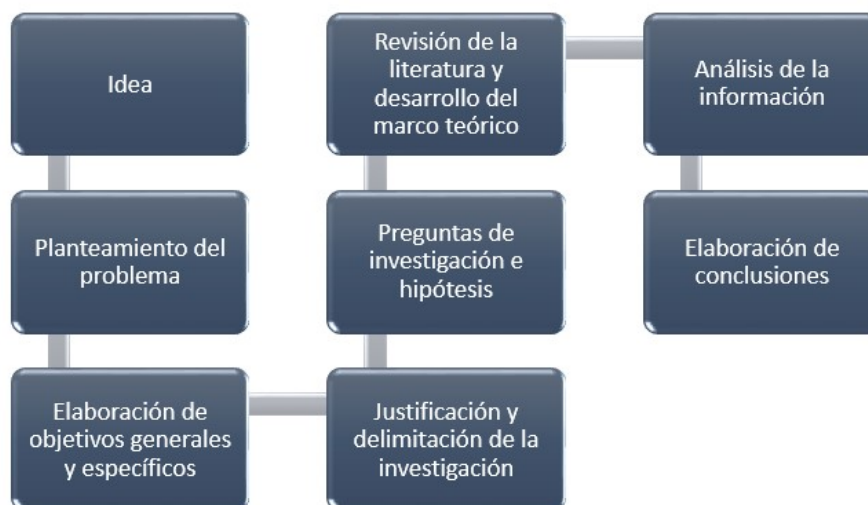 Idea
Planteamiento del
problema
Elaboración de
objetivos generales
y específicos
Justificación y
delimitación de la
investigación
Preguntas de
investigación e
hipótesis
Revisión de la
literatura y
desarrollo del
marco teórico
Análisis de la
información
Elaboración de
conclusiones